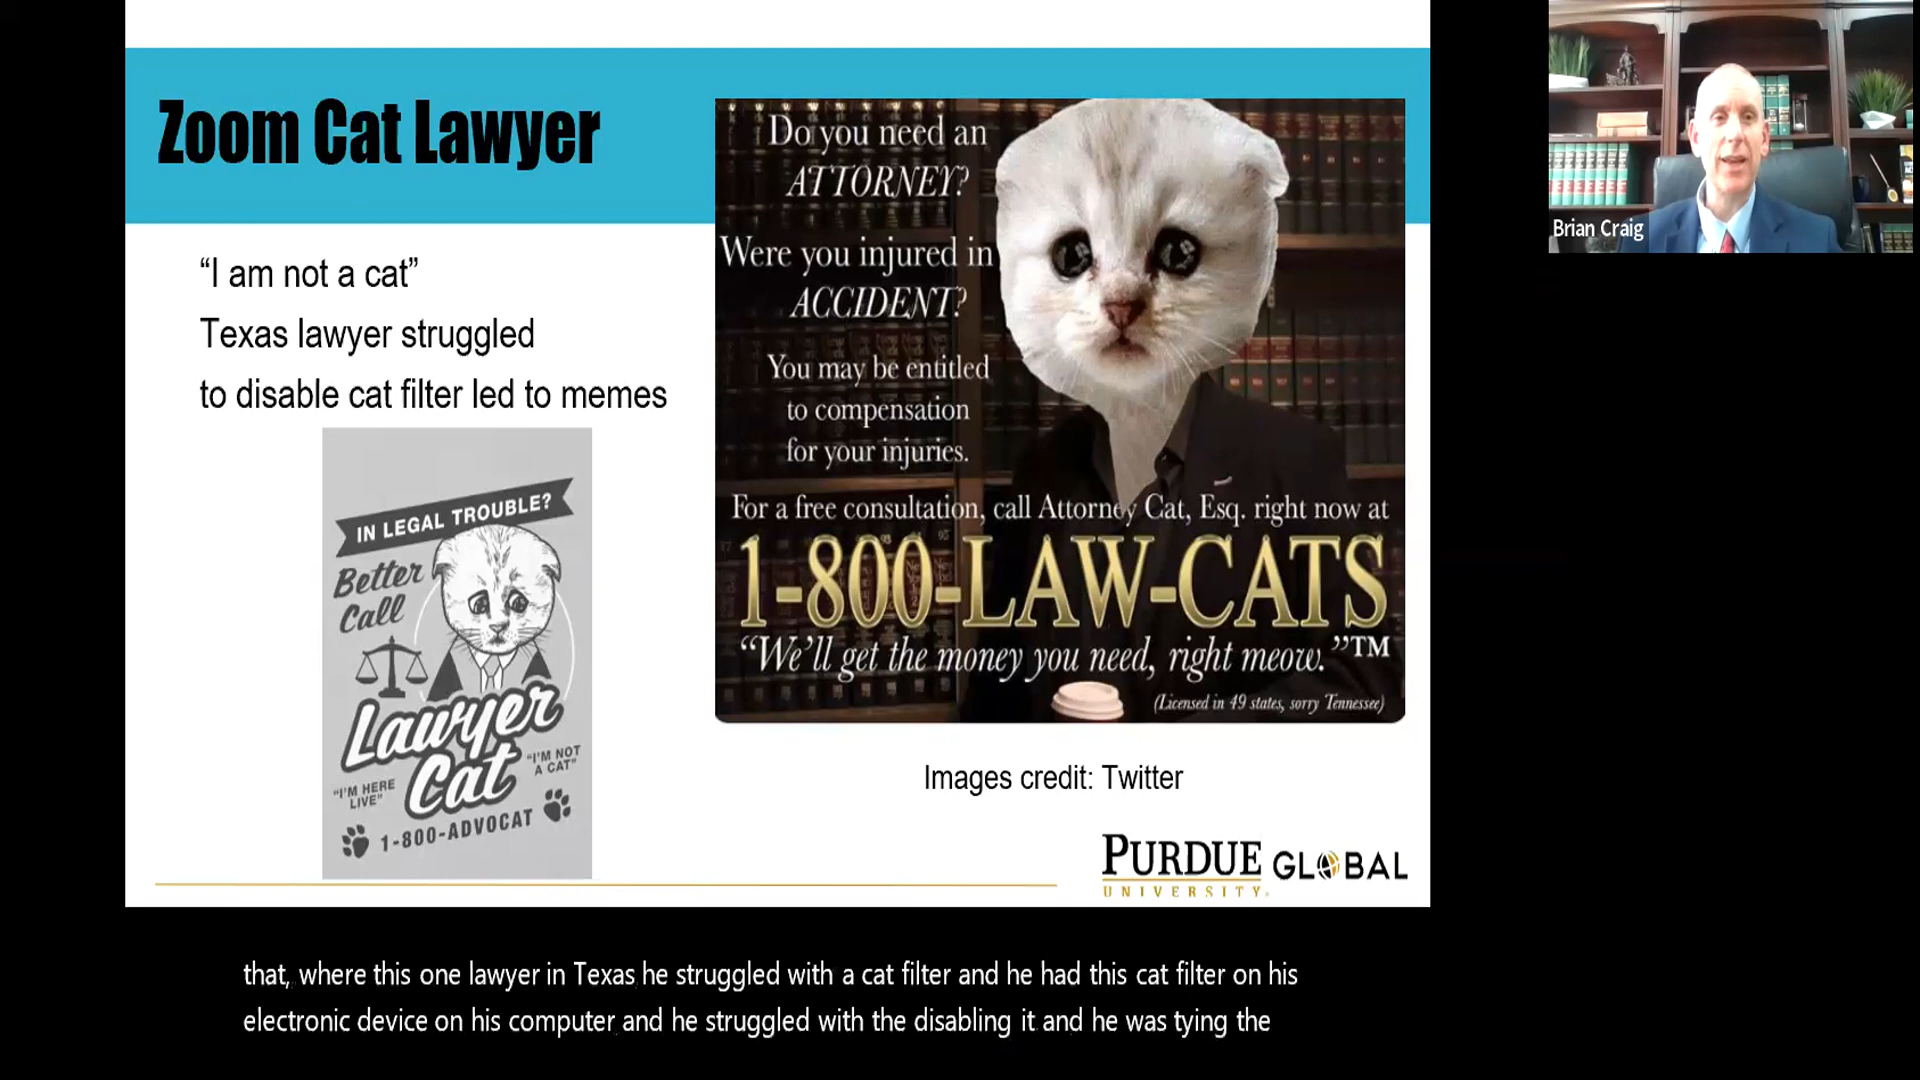 Zoom Cat Lawyer
“I am not a cat”
Texas lawyer struggled
to disable cat filter led to memes
IN LEGAL TROUBLE?
Better
Call
Lawyer
Cat
“I'M HERE
LIVE”
“I'M NOT
A CAT”
1-800-ADVOCAT
Do you need an
ATTORNEY?
Were you injured in
ACCIDENT?
You may be entitled
to compensation
for your injuries.
For a free consultation, call Attorney Cat, Esq. right now at
1-800-LAW-CATS
“We'll get the money you need, right meow.”™
(Licensed in 49 states, sorry Tennessee)
Images credit: Twitter
PURDUE GLOBAL
UNIVERSITY
Brian Craig
that, where this one lawyer in Texas he struggled with a cat filter and he had this cat filter on his
electronic device on his computer and he struggled with the disabling it and he was tying the